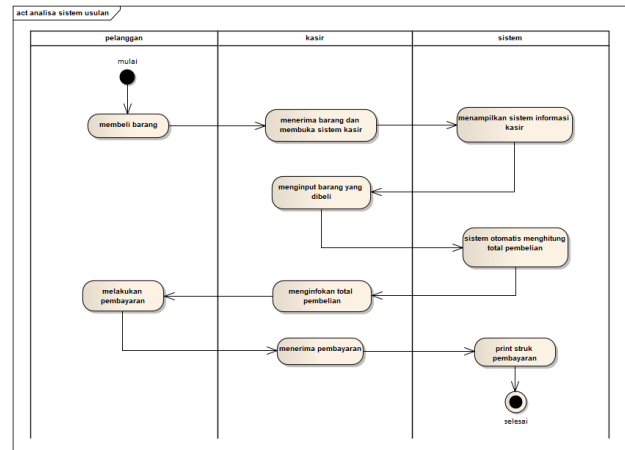 act analisa sistem usulan
pelanggan
kasir
sistem
mulai
membeli barang
menerima barang dan
membuka sistem kasir
menampilkan sistem informasi
kasir
menginput barang yang
dibeli
sistem otomatis menghitung
total pembelian
melakukan
pembayaran
menginfokan total
pembelian
menerima pembayaran
print struk
pembayaran
selesai